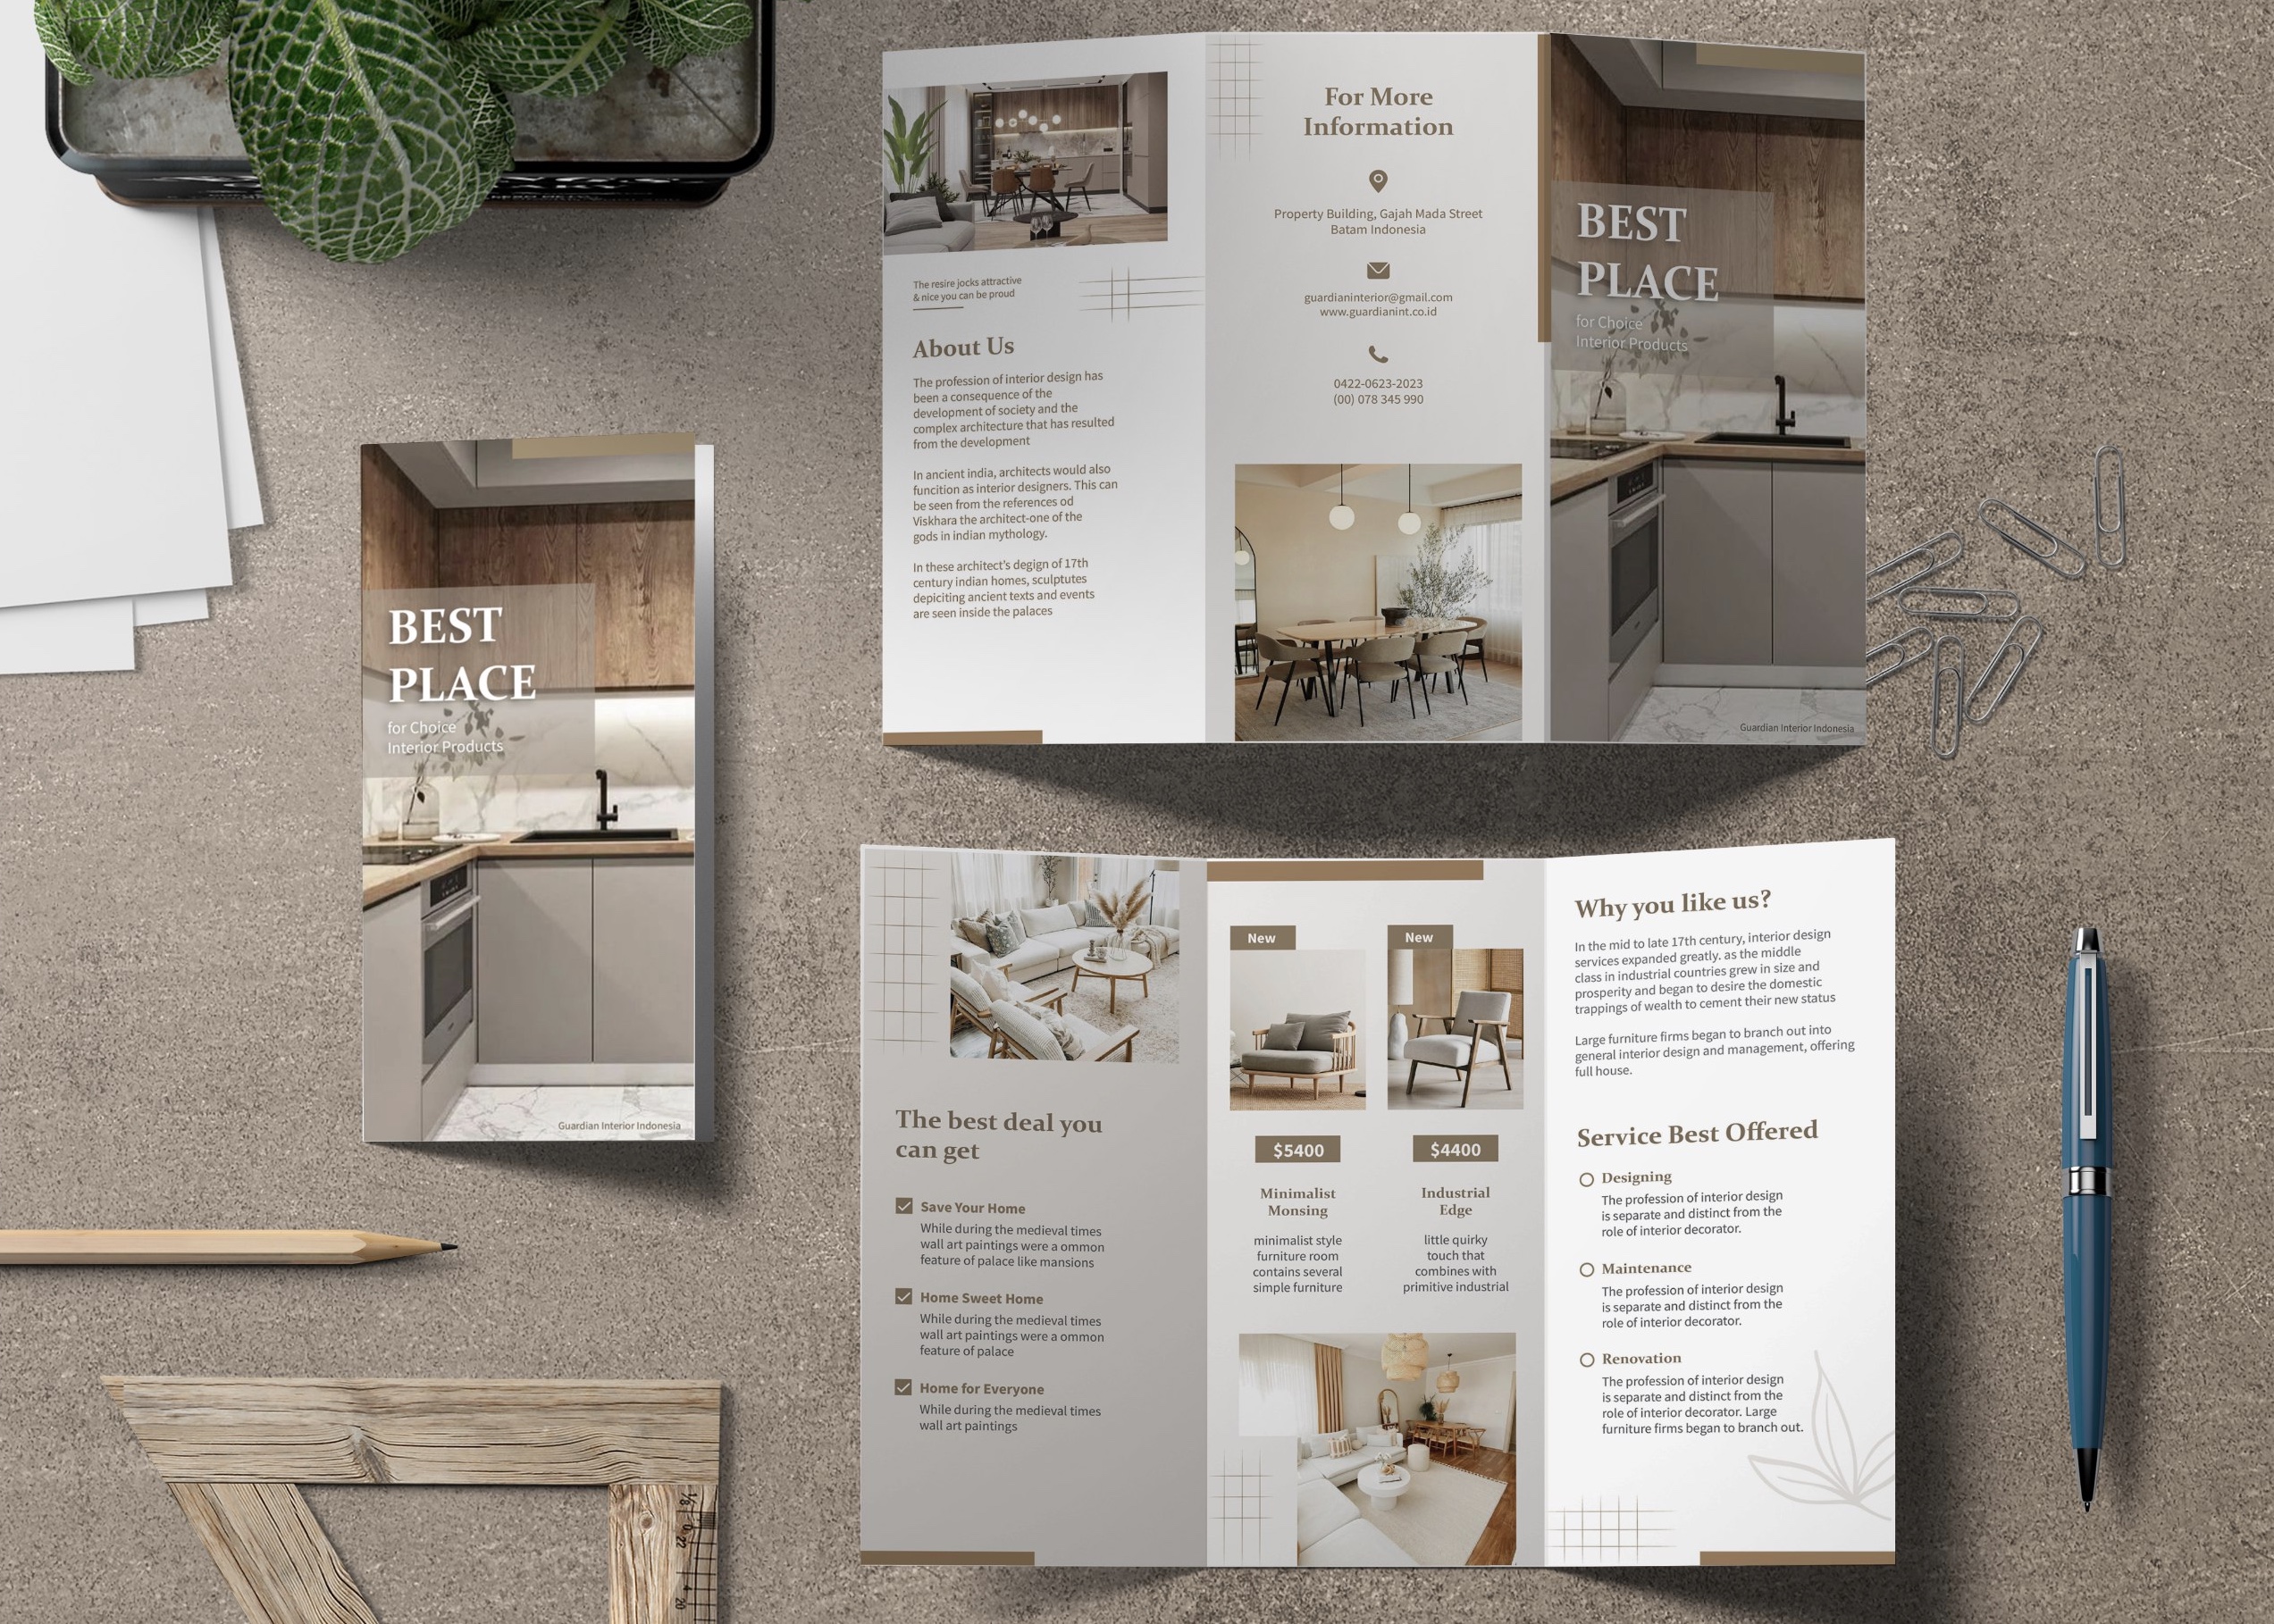 BEST
PLACE
for Choice
Interior Products
Guardian Interior Indonesia
The resire jocks attractive
& nice you can be proud
About Us
The profession of interior design has
been a consequence of the
development of society and the
complex architecture that has resulted
from the development
In ancient india, architects would also
funcition as interior designers. This can
be seen from the references od
Viskhara the architect-one of the
gods in indian mythology.
In these architect's degign of 17th
century indian homes, sculptutes
depiciting ancient texts and events
are seen inside the palaces
For More
Information
Property Building, Gajah Mada Street
Batam Indonesia
guardianinterior@gmail.com
www.guardianint.co.id
0422-0623-2023
(00) 078 345 990
BEST
PLACE
for Choice
Interior Products
Guardian Interior Indonesia
The best deal you
can get
Save Your Home
While during the medieval times
wall art paintings were a ommon
feature of palace like mansions
Home Sweet Home
While during the medieval times
wall art paintings were a ommon
feature of palace
Home for Everyone
While during the medieval times
wall art paintings
New
$5400
Minimalist
Monsing
minimalist style
furniture room
contains several
simple furniture
New
$4400
Industrial
Edge
little quirky
touch that
combines with
primitive industrial
Why you like us?
In the mid to late 17th century, interior design
services expanded greatly. as the middle
class in industrial countries grew in size and
prosperity and began to desire the domestic
trappings of wealth to cement their new status
Large furniture firms began to branch out into
general interior design and management, offering
full house.
Service Best Offered
Designing
The profession of interior design
is separate and distinct from the
role of interior decorator.
Maintenance
The profession of interior design
is separate and distinct from the
role of interior decorator.
Renovation
The profession of interior design
is separate and distinct from the
role of interior decorator. Large
furniture firms began to branch out.